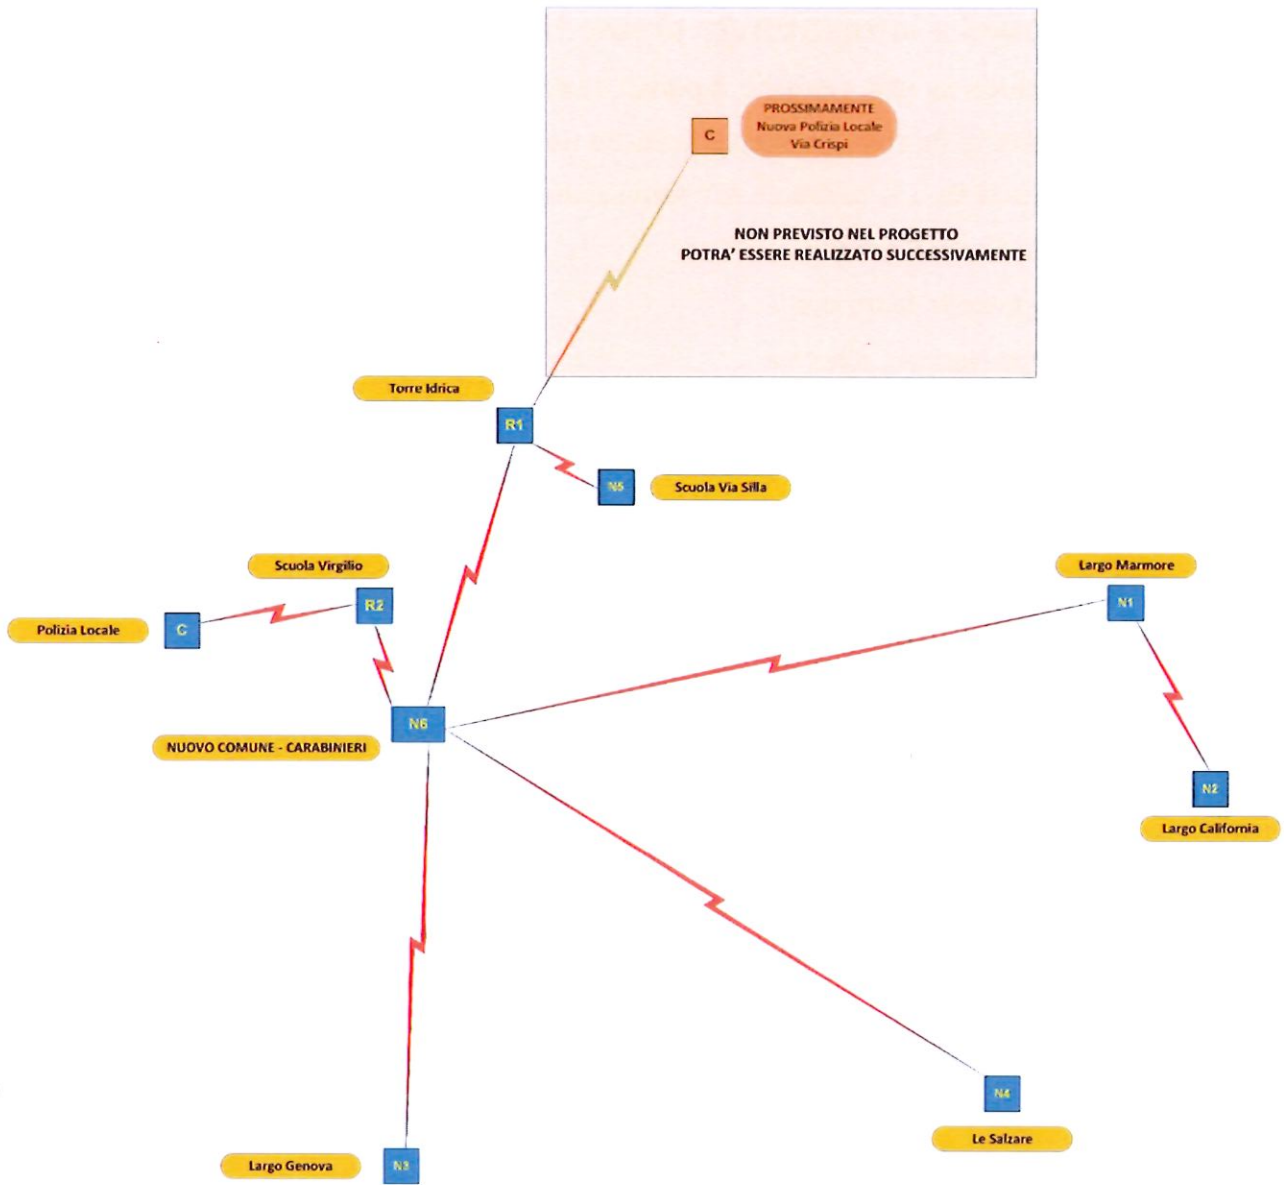 PROSSIMAMENTE
Nuova Polizia Locale
Via Crispi
C
NON PREVISTO NEL PROGETTO
POTRA' ESSERE REALIZZATO SUCCESSIVAMENTE
Torre Idrica
R1
N5
Scuola Via Silla
Scuola Virgilio
R2
Polizia Locale
C
Largo Marmore
N1
N6
NUOVO COMUNE - CARABINIERI
N2
Largo California
N4
Le Salzare
Largo Genova
N3